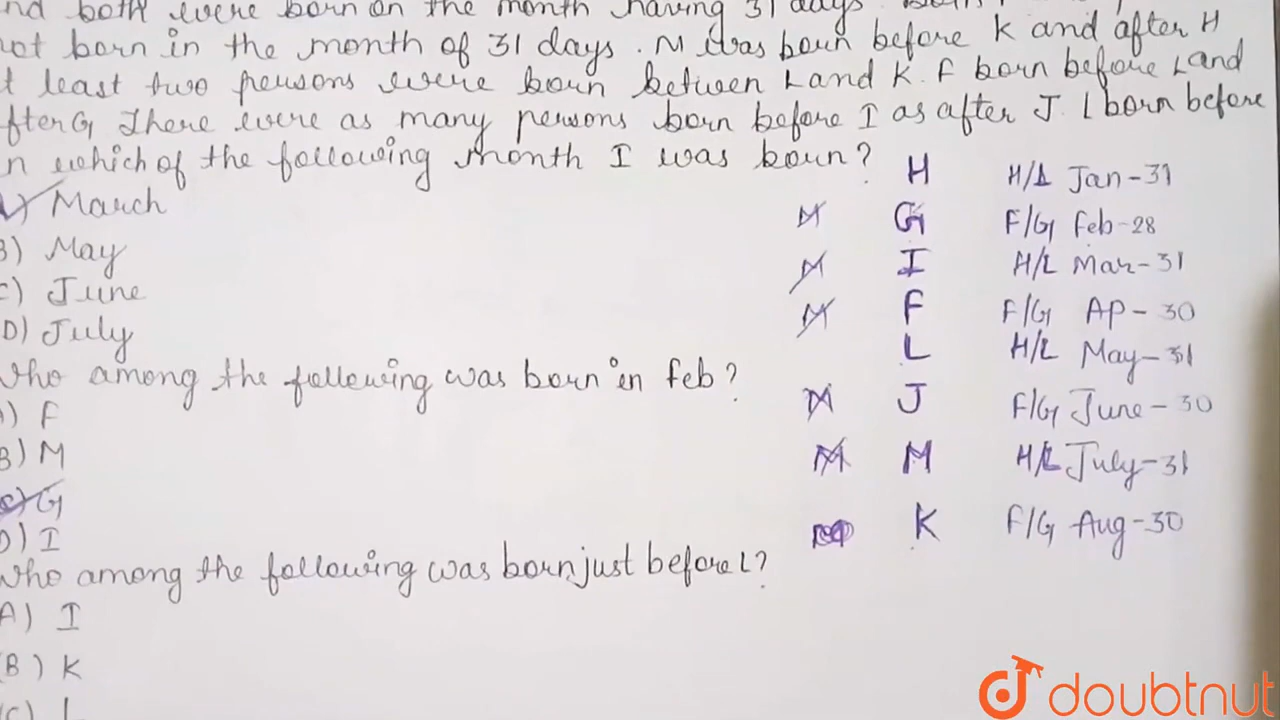 nd both were born on the month having 31 days.
not born in the month of 31 days. M was born before K and after H
t least two persons were born between L and K. F born before L and
fter G There were as many persons born before I as after J. L born before
n which of the following month I was born?
A) March
B) May
C) June
D) July
Who among the following was born in Feb?
A) F
B) M
C) G
D) I
Who among the following was born just before L?
A) I
(B) K
(C) L
H H/L Jan-31
M G F/G Feb-28
M I H/L Mar-31
M F F/G AP-30
L H/L May-31
M J F/G June-30
M M H/L July-31
K F/G Aug-30
doubtnut